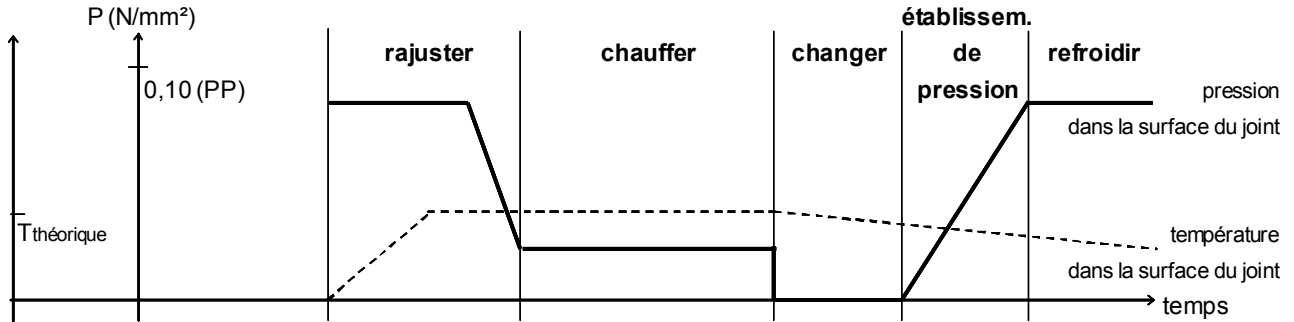 P (N/mm²)
0,10 (PP)
Tthéorique
rajuster
chauffer
changer
établissem.
de
pression
refroidir
pression
dans la surface du joint
température
dans la surface du joint
temps